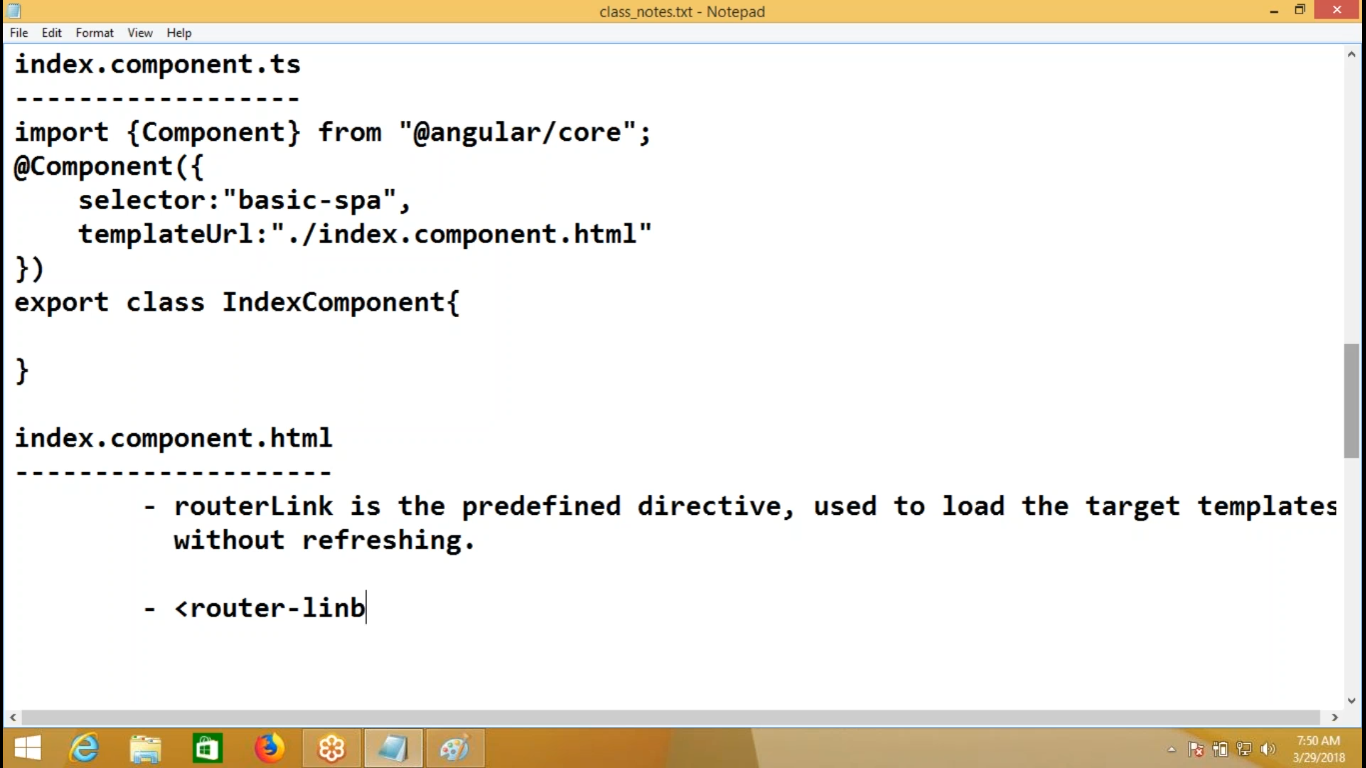 class_notes.txt - Notepad
File Edit Format View Help
index.component.ts
------------------
import {Component} from "@angular/core";
@Component({
selector:"basic-spa",
templateUrl:"./index.component.html"
})
export class IndexComponent{
}
index.component.html
--------------------
- routerLink is the predefined directive, used to load the target templates
without refreshing.
- <router-linb
7:50 AM
3/29/2018